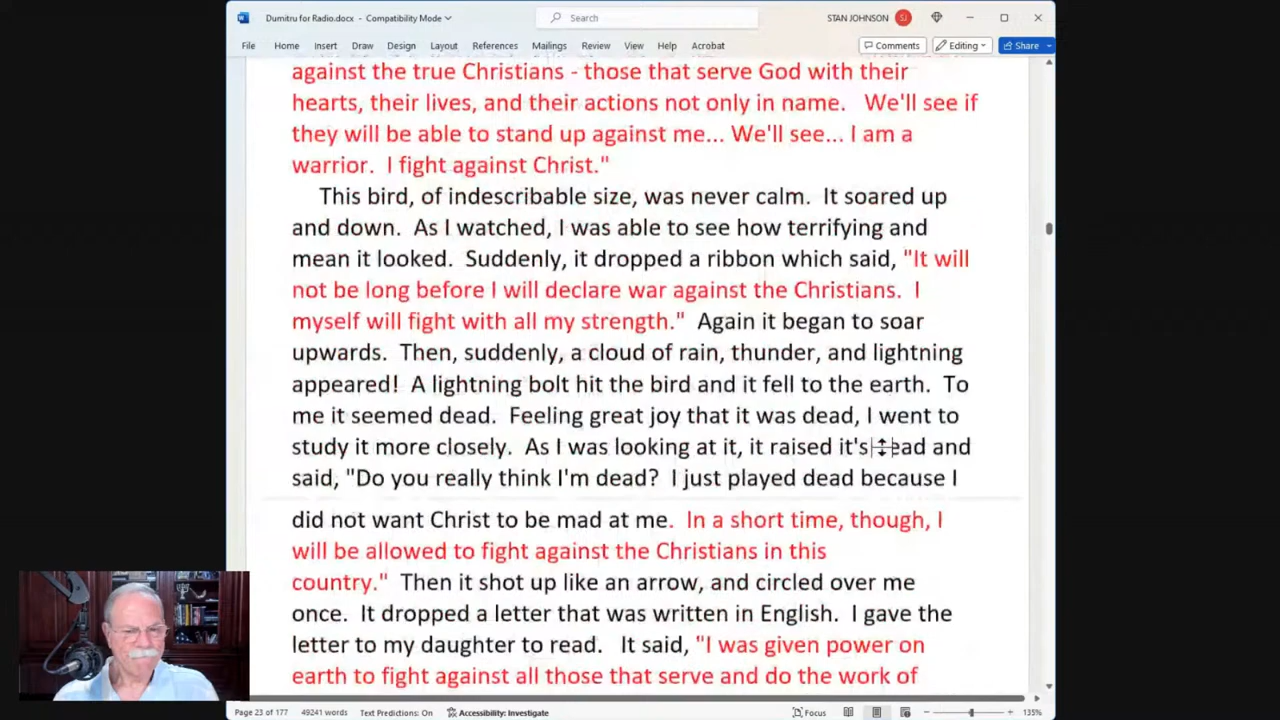 Dumitru for Radio.docx - Compatibility Mode
Search
STAN JOHNSON
SJ
File Home Insert Draw Design Layout References Mailings Review View Help Acrobat
Comments Editing Share
against the true Christians - those that serve God with their
hearts, their lives, and their actions not only in name. We'll see if
they will be able to stand up against me... We'll see... I am a
warrior. I fight against Christ."
This bird, of indescribable size, was never calm. It soared up
and down. As I watched, I was able to see how terrifying and
mean it looked. Suddenly, it dropped a ribbon which said, "It will
not be long before I will declare war against the Christians. I
myself will fight with all my strength." Again it began to soar
upwards. Then, suddenly, a cloud of rain, thunder, and lightning
appeared! A lightning bolt hit the bird and it fell to the earth. To
me it seemed dead. Feeling great joy that it was dead, I went to
study it more closely. As I was looking at it, it raised it's head and
said, "Do you really think I'm dead? I just played dead because I
did not want Christ to be mad at me. In a short time, though, I
will be allowed to fight against the Christians in this
country." Then it shot up like an arrow, and circled over me
once. It dropped a letter that was written in English. I gave the
letter to my daughter to read. It said, "I was given power on
earth to fight against all those that serve and do the work of
Page 23 of 177 49241 words Text Predictions: On Accessibility: Investigate Focus 135%